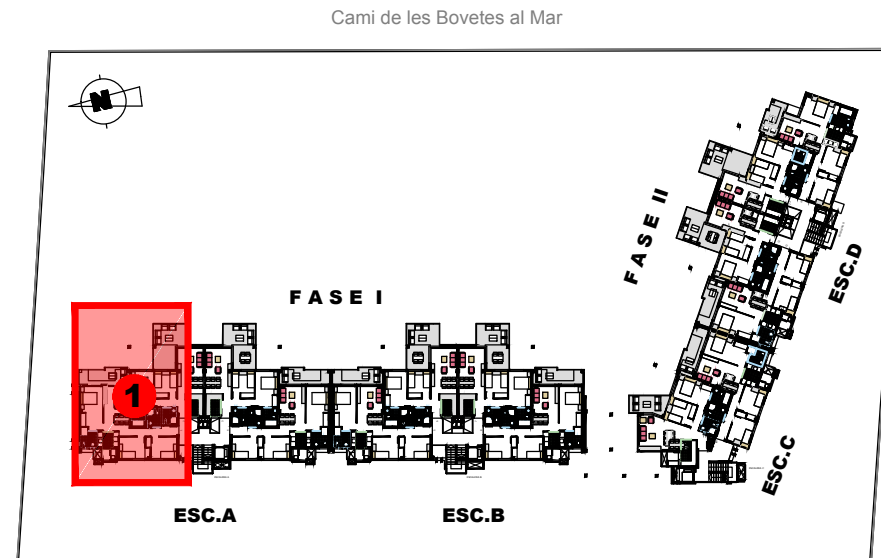 Cami de les Bovetes al Mar
N
FASE I
FASE II
ESC.D
1
ESC.C
ESC.A
ESC.B